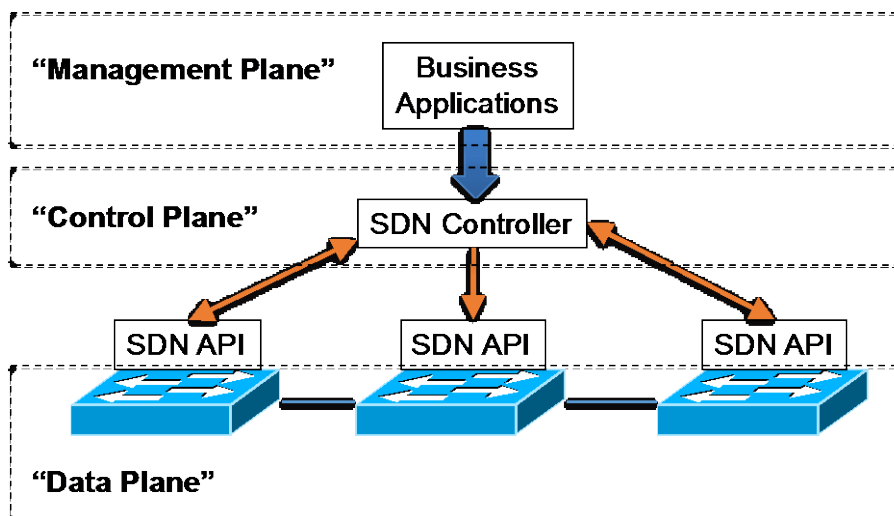 “Management Plane”
Business
Applications
“Control Plane”
SDN Controller
SDN API
SDN API
SDN API
“Data Plane”